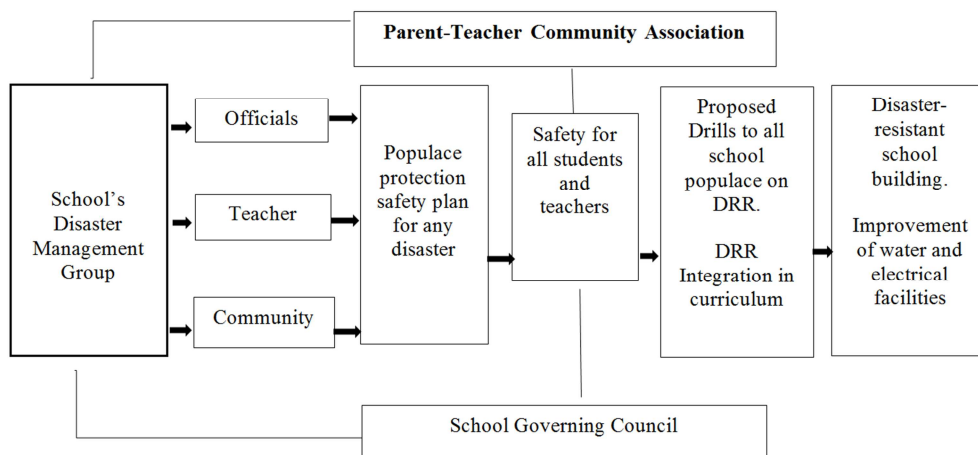 Parent-Teacher Community Association
School's
Disaster
Management
Group
Officials
Teacher
Community
Populace
protection
safety plan
for any
disaster
Safety for
all students
and
teachers
Proposed
Drills to all
school
populace on
DRR.
DRR
Integration in
curriculum
Disaster-
resistant
school
building.
Improvement
of water and
electrical
facilities
School Governing Council